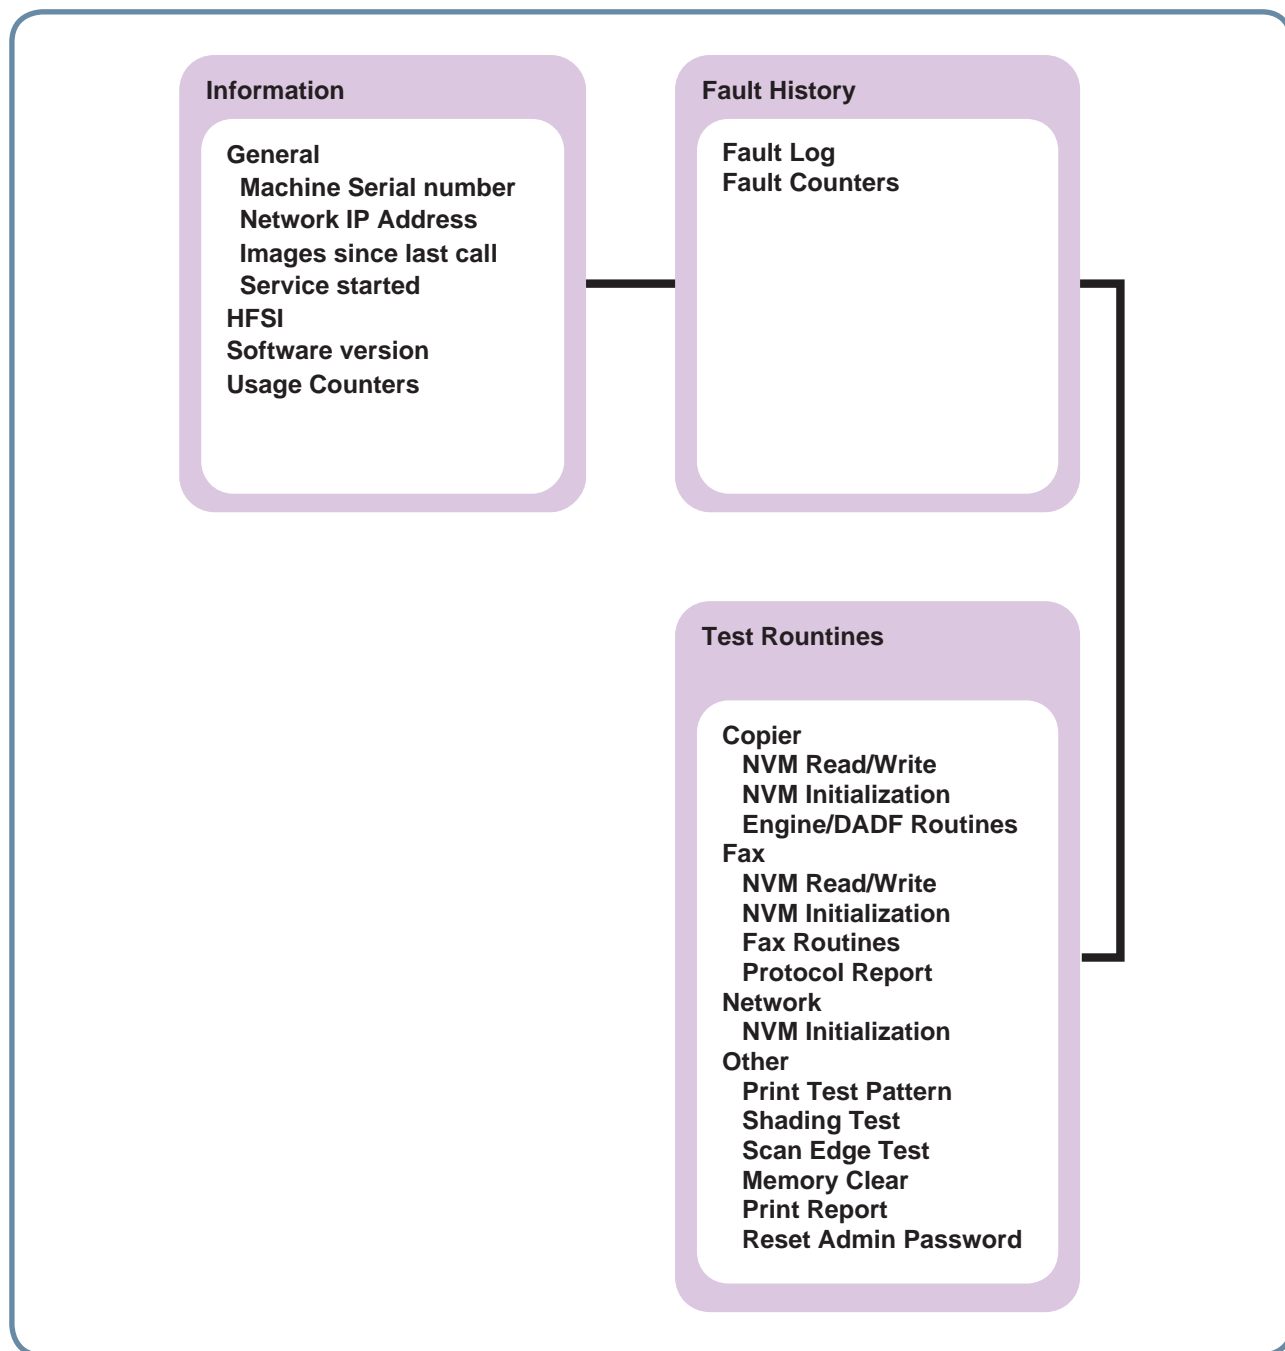 Information
General
Machine Serial number
Network IP Address
Images since last call
Service started
HFSI
Software version
Usage Counters
Fault History
Fault Log
Fault Counters
Test Rountines
Copier
NVM Read/Write
NVM Initialization
Engine/DADF Routines
Fax
NVM Read/Write
NVM Initialization
Fax Routines
Protocol Report
Network
NVM Initialization
Other
Print Test Pattern
Shading Test
Scan Edge Test
Memory Clear
Print Report
Reset Admin Password